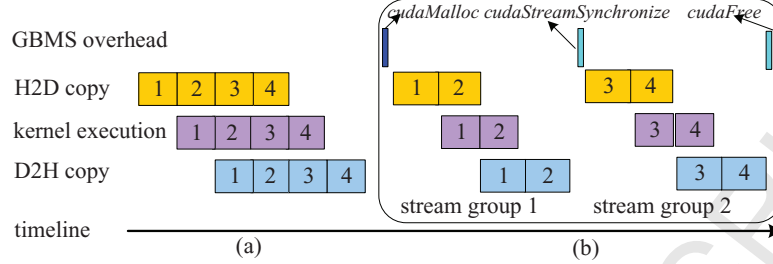 cudaMalloc cudaStreamSynchronize cudaFree
GBMS overhead
H2D copy 1 2 3 4 1 2 3 4
kernel execution 1 2 3 4 1 2 3 4
D2H copy 1 2 3 4 1 2 3 4
stream group 1 stream group 2
timeline
(a) (b)